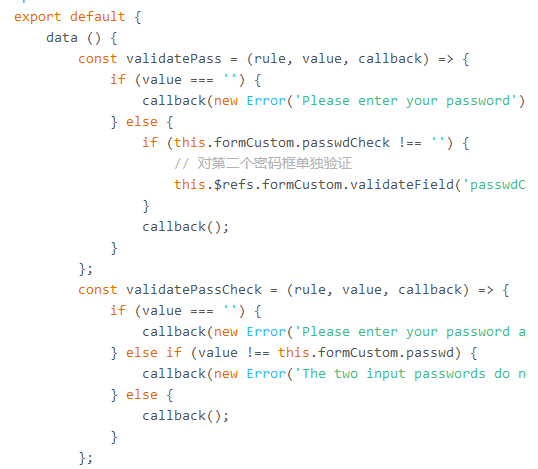 export default {
    data () {
        const validatePass = (rule, value, callback) => {
            if (value === '') {
                callback(new Error('Please enter your password')
            } else {
                if (this.formCustom.passwdCheck !== '') {
                    // 对第二个密码框单独验证
                    this.$refs.formCustom.validateField('passwdC
                }
                callback();
            }
        };
        const validatePassCheck = (rule, value, callback) => {
            if (value === '') {
                callback(new Error('Please enter your password a
            } else if (value !== this.formCustom.passwd) {
                callback(new Error('The two input passwords do n
            } else {
                callback();
            }
        };